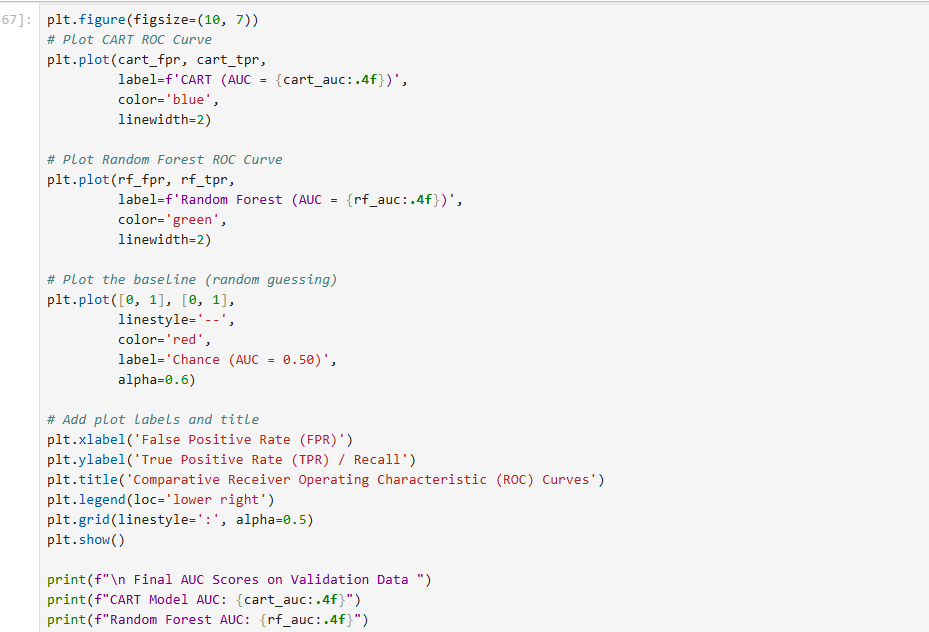 67]:
plt.figure(figsize=(10, 7))
# Plot CART ROC Curve
plt.plot(cart_fpr, cart_tpr,
         label=f'CART (AUC = {cart_auc:.4f})',
         color='blue',
         linewidth=2)

# Plot Random Forest ROC Curve
plt.plot(rf_fpr, rf_tpr,
         label=f'Random Forest (AUC = {rf_auc:.4f})',
         color='green',
         linewidth=2)

# Plot the baseline (random guessing)
plt.plot([0, 1], [0, 1],
         linestyle='--',
         color='red',
         label='Chance (AUC = 0.50)',
         alpha=0.6)

# Add plot labels and title
plt.xlabel('False Positive Rate (FPR)')
plt.ylabel('True Positive Rate (TPR) / Recall')
plt.title('Comparative Receiver Operating Characteristic (ROC) Curves')
plt.legend(loc='lower right')
plt.grid(linestyle=':', alpha=0.5)
plt.show()

print(f"\n Final AUC Scores on Validation Data ")
print(f"CART Model AUC: {cart_auc:.4f}")
print(f"Random Forest AUC: {rf_auc:.4f}")